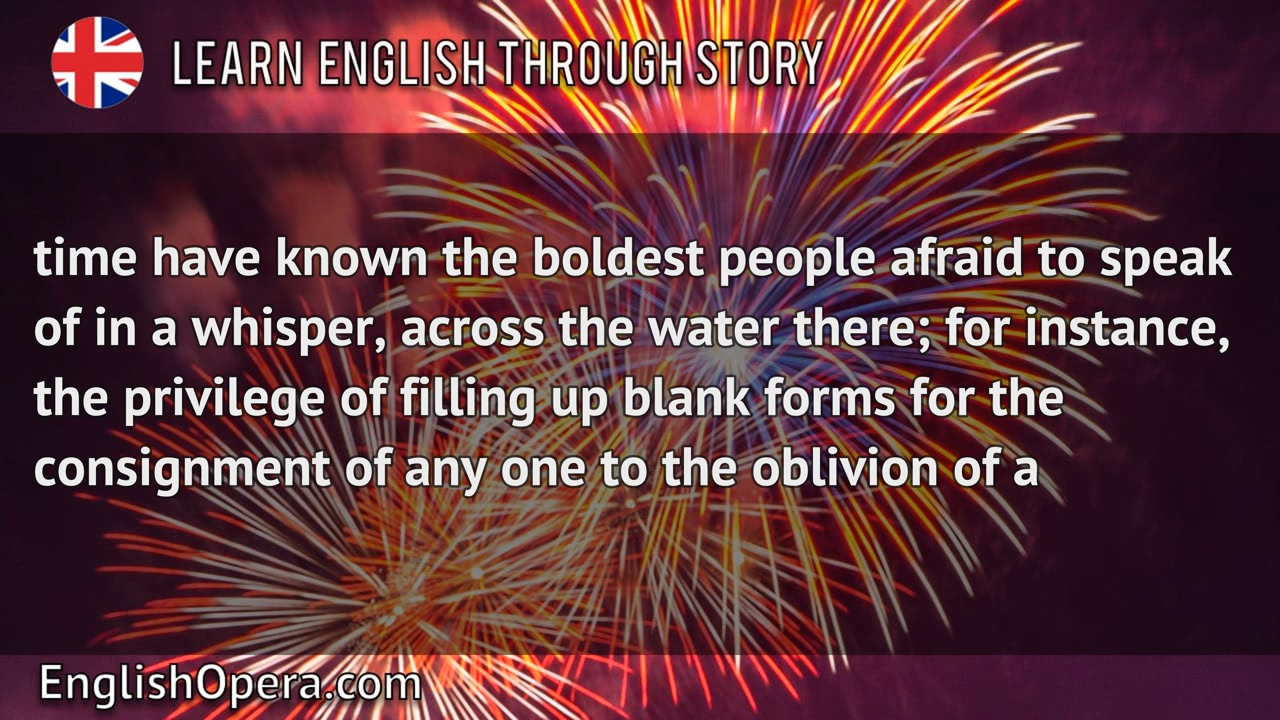 LEARN ENGLISH THROUGH STORY
time have known the boldest people afraid to speak
of in a whisper, across the water there; for instance,
the privilege of filling up blank forms for the
consignment of any one to the oblivion of a
EnglishOpera.com